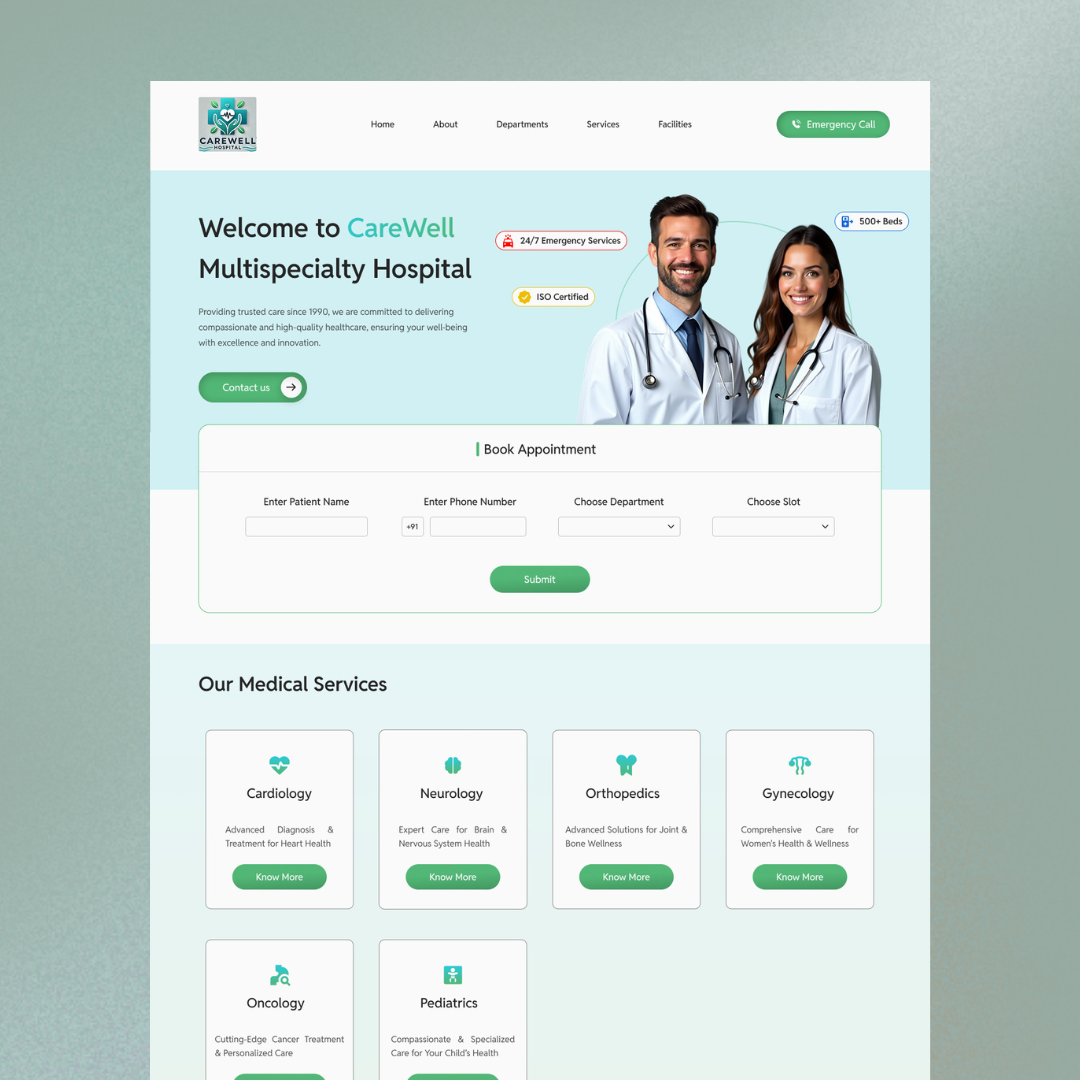 CAREWELL
HOSPITAL
Home
About
Departments
Services
Facilities
Emergency Call
Welcome to CareWell
Multispecialty Hospital
Providing trusted care since 1990, we are committed to delivering
compassionate and high-quality healthcare, ensuring your well-being
with excellence and innovation.
Contact us
24/7 Emergency Services
ISO Certified
500+ Beds
Book Appointment
Enter Patient Name
Enter Phone Number
Choose Department
Choose Slot
+91
Submit
Our Medical Services
Cardiology
Advanced Diagnosis &
Treatment for Heart Health
Know More
Neurology
Expert Care for Brain &
Nervous System Health
Know More
Orthopedics
Advanced Solutions for Joint &
Bone Wellness
Know More
Gynecology
Comprehensive Care for
Women's Health & Wellness
Know More
Oncology
Cutting-Edge Cancer Treatment
& Personalized Care
Pediatrics
Compassionate & Specialized
Care for Your Child's Health